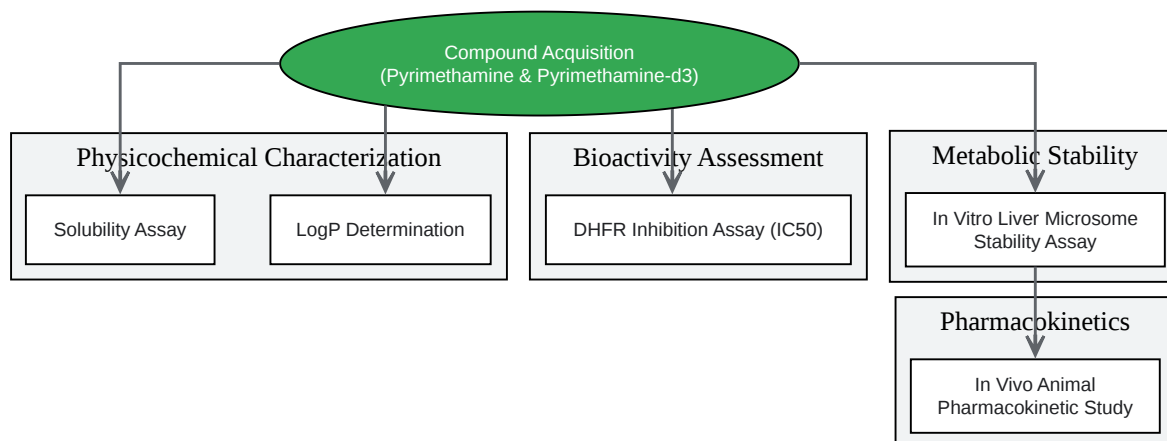 Compound Acquisition
(Pyrimethamine & Pyrimethamine-d3)
Physicochemical Characterization
Solubility Assay
LogP Determination
Bioactivity Assessment
DHFR Inhibition Assay (IC50)
Metabolic Stability
In Vitro Liver Microsome
Stability Assay
Pharmacokinetics
In Vivo Animal
Pharmacokinetic Study